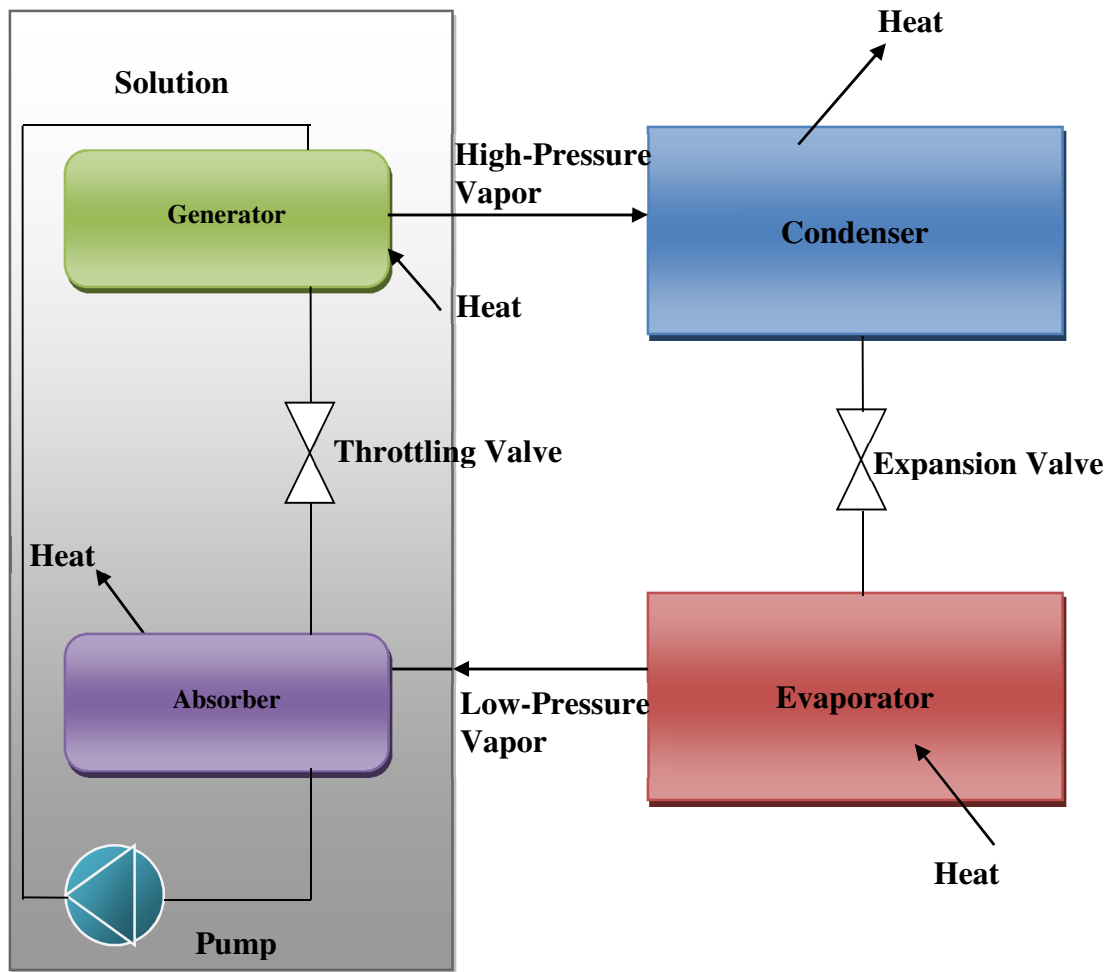 Heat
Solution
High-Pressure
Vapor
Generator
Condenser
Heat
Throttling Valve
Expansion Valve
Heat
Absorber
Low-Pressure
Vapor
Evaporator
Heat
Pump